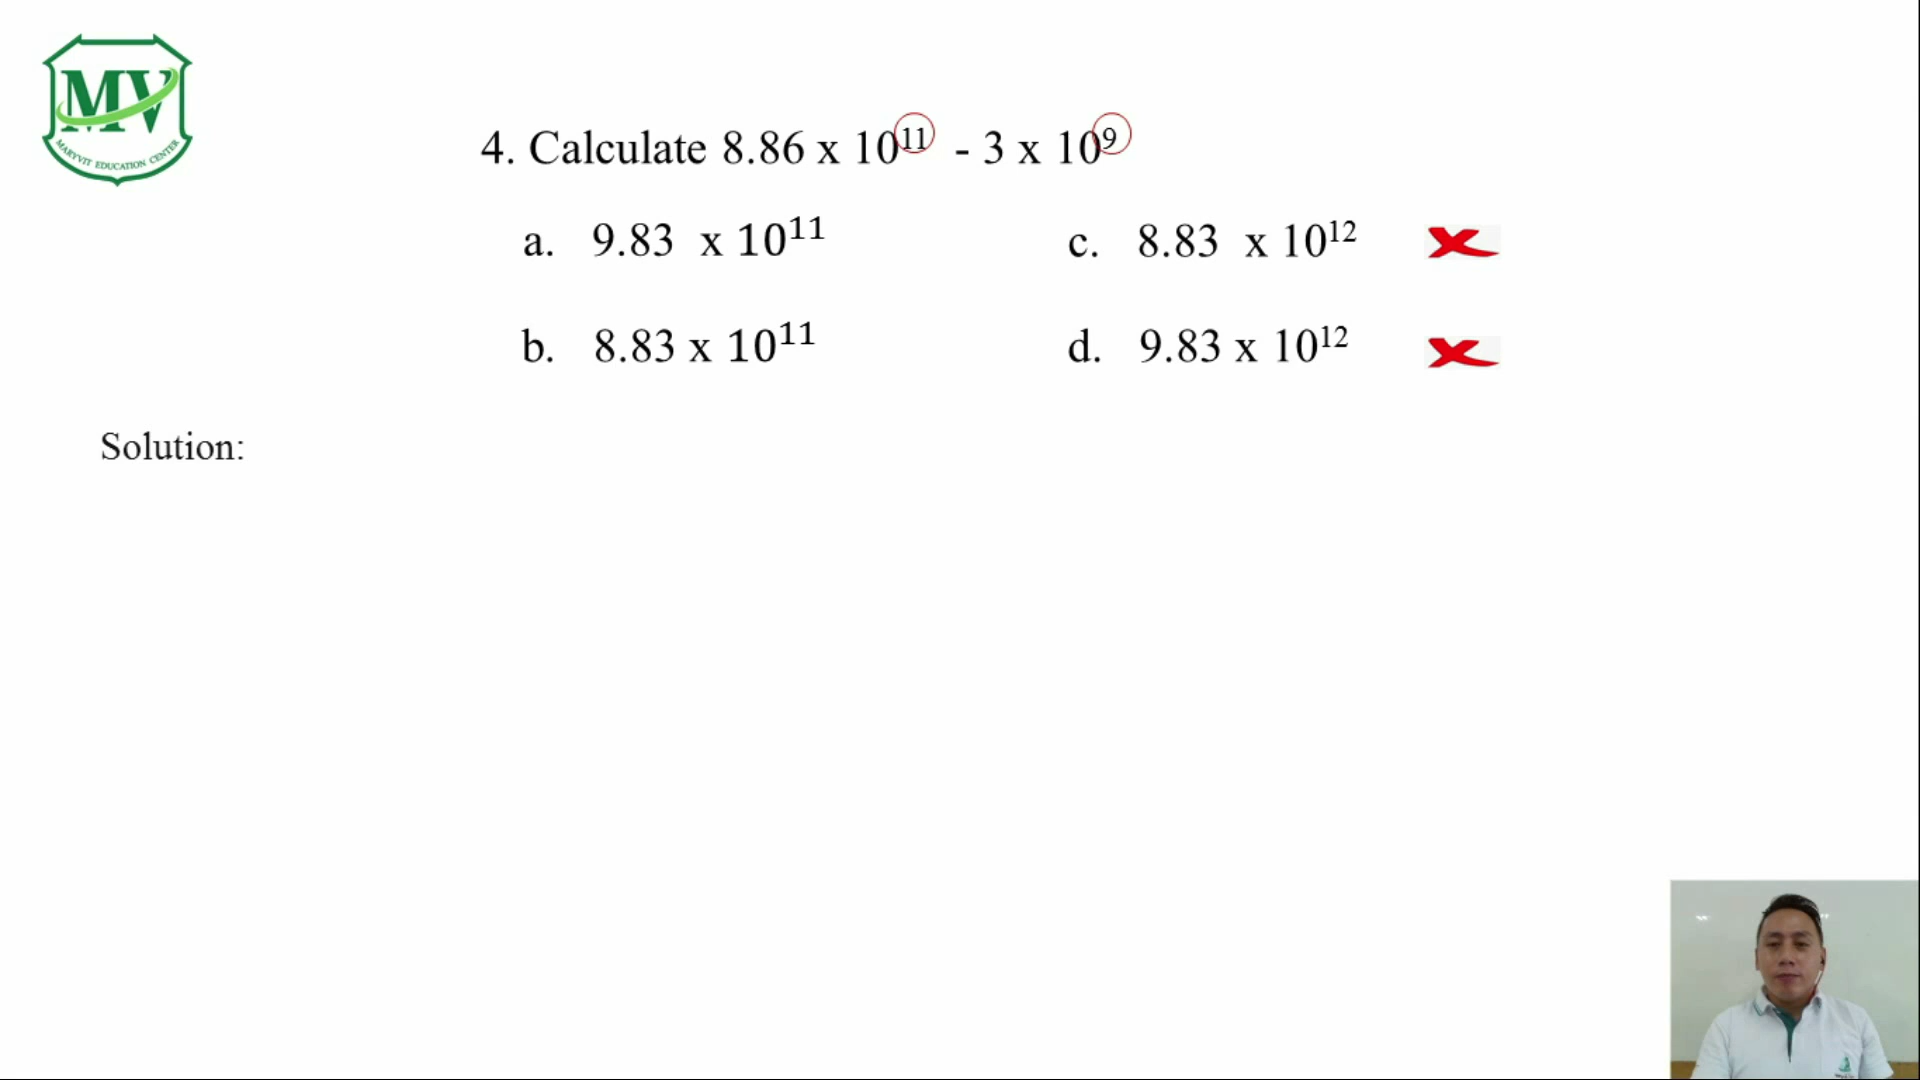 MV
MARYVIT EDUCATION CENTER
4. Calculate 8.86 x 10¹¹ - 3 x 10⁹
a. 9.83 x 10¹¹
c. 8.83 x 10¹²
b. 8.83 x 10¹¹
d. 9.83 x 10¹²
Solution: